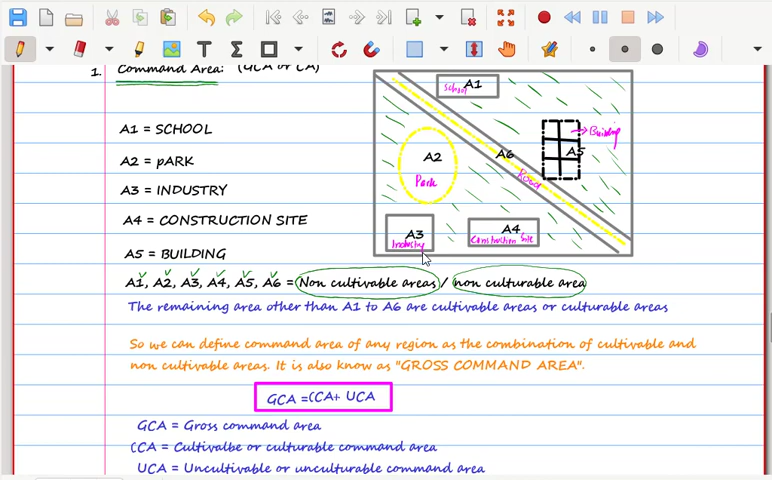 1. Command Area: (GCA or CA)
School A1
A1 = SCHOOL
Building
A5
A2 = pARK
A2
A6
Park
Road
A3 = INDUSTRY
A4 = CONSTRUCTION SITE
A3
Industry
A4
Construction Site
A5 = BUILDING
A1, A2, A3, A4, A5, A6 = Non cultivable areas / non culturable area
The remaining area other than A1 to A6 are cultivable areas or culturable areas
So we can define command area of any region as the combination of cultivable and
non cultivable areas. It is also know as "GROSS COMMAND AREA".
GCA =CCA+ UCA
GCA = Gross command area
CCA = Cultivalbe or culturable command area
UCA = Uncultivable or unculturable command area